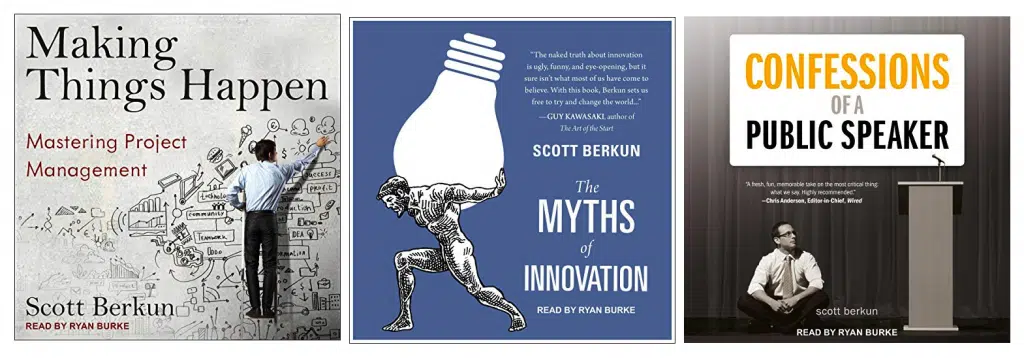 Making
Things Happen
Mastering Project
Management
success
profit
community
TEAMWORK
IDEA
Scott Berkun
READ BY RYAN BURKE
"The naked truth about innovation
is ugly, funny, and eye-opening, but it
sure isn't what most of us have come to
believe. With this book, Berkun sets us
free to try and change the world..."
—GUY KAWASAKI, author of
The Art of the Start
SCOTT BERKUN
The
MYTHS
of
INNOVATION
READ BY RYAN BURKE
CONFESSIONS
OF A
PUBLIC SPEAKER
"A fresh, fun, memorable take on the most critical thing:
what we say. Highly recommended."
—Chris Anderson, Editor-in-Chief, Wired
scott berkun
READ BY RYAN BURKE